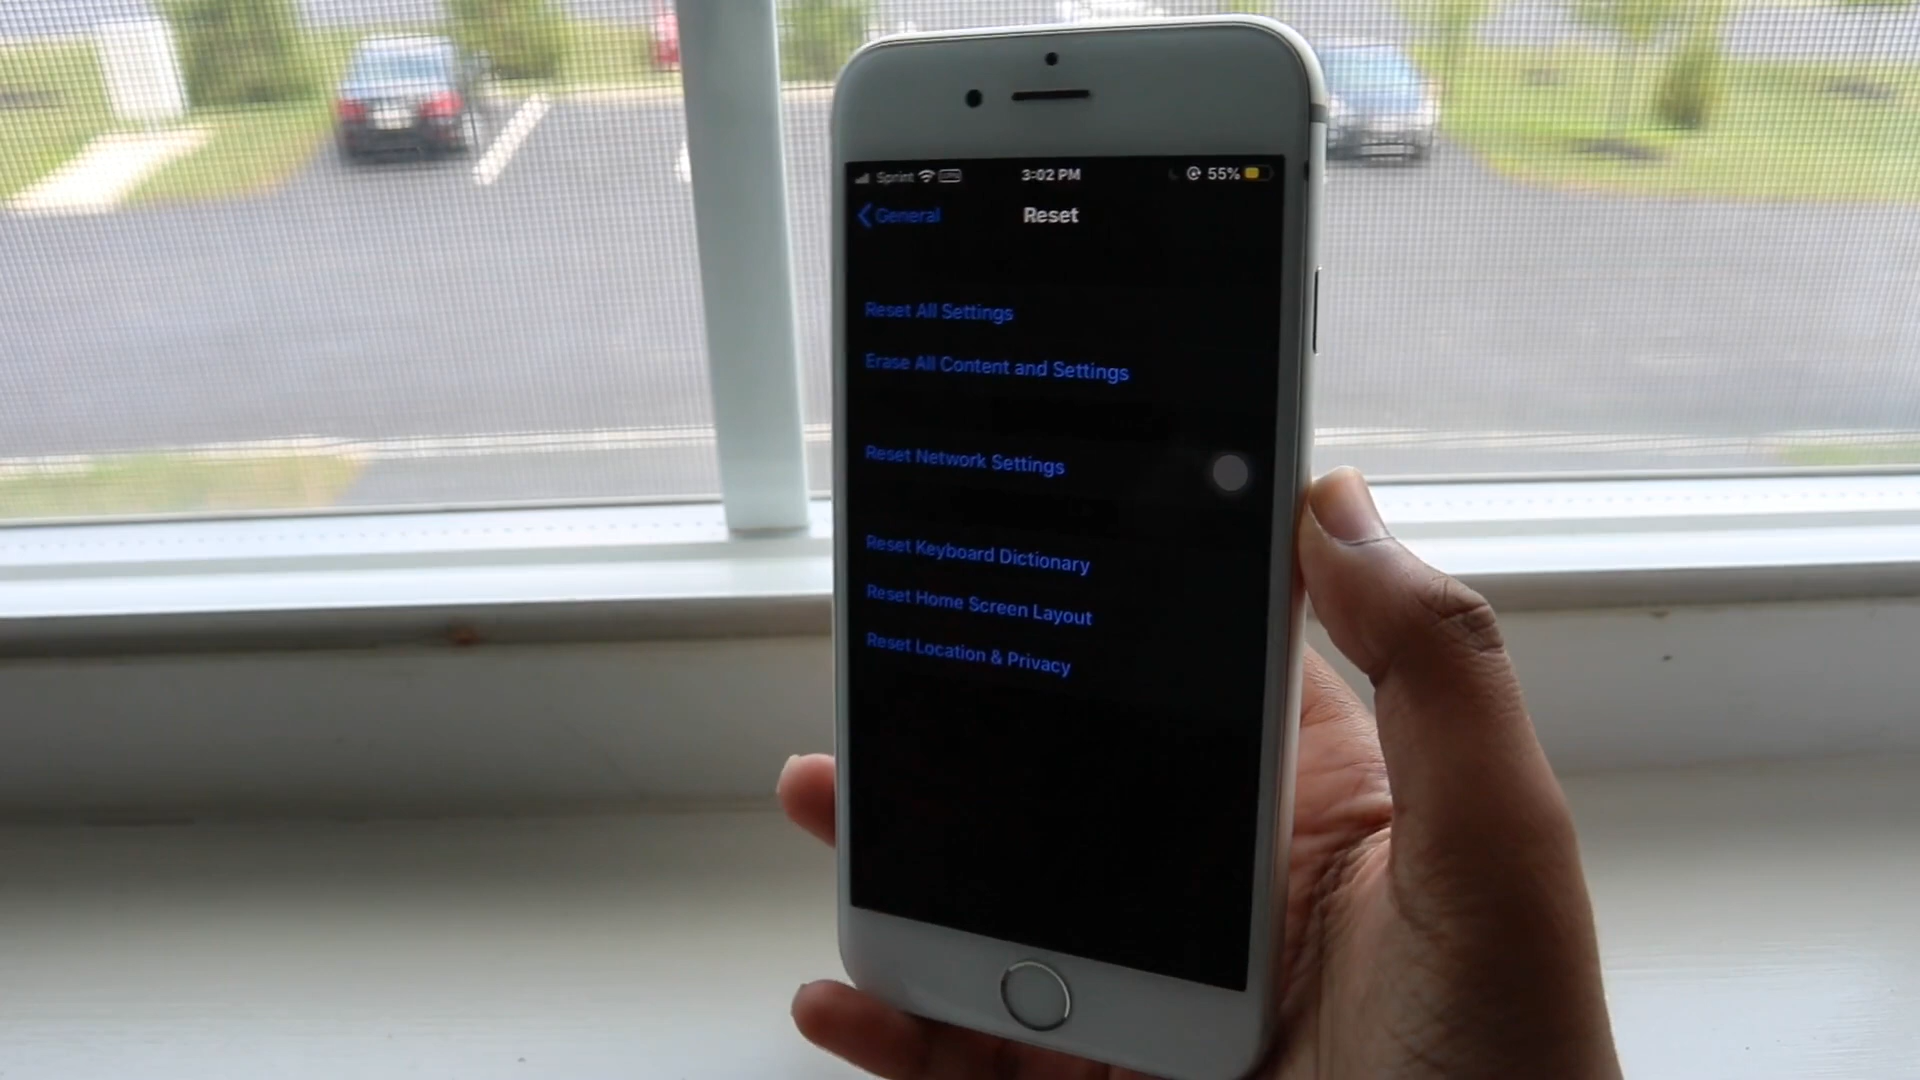 Sprint VPN 3:02 PM 55%
General Reset
Reset All Settings
Erase All Content and Settings
Reset Network Settings
Reset Keyboard Dictionary
Reset Home Screen Layout
Reset Location & Privacy